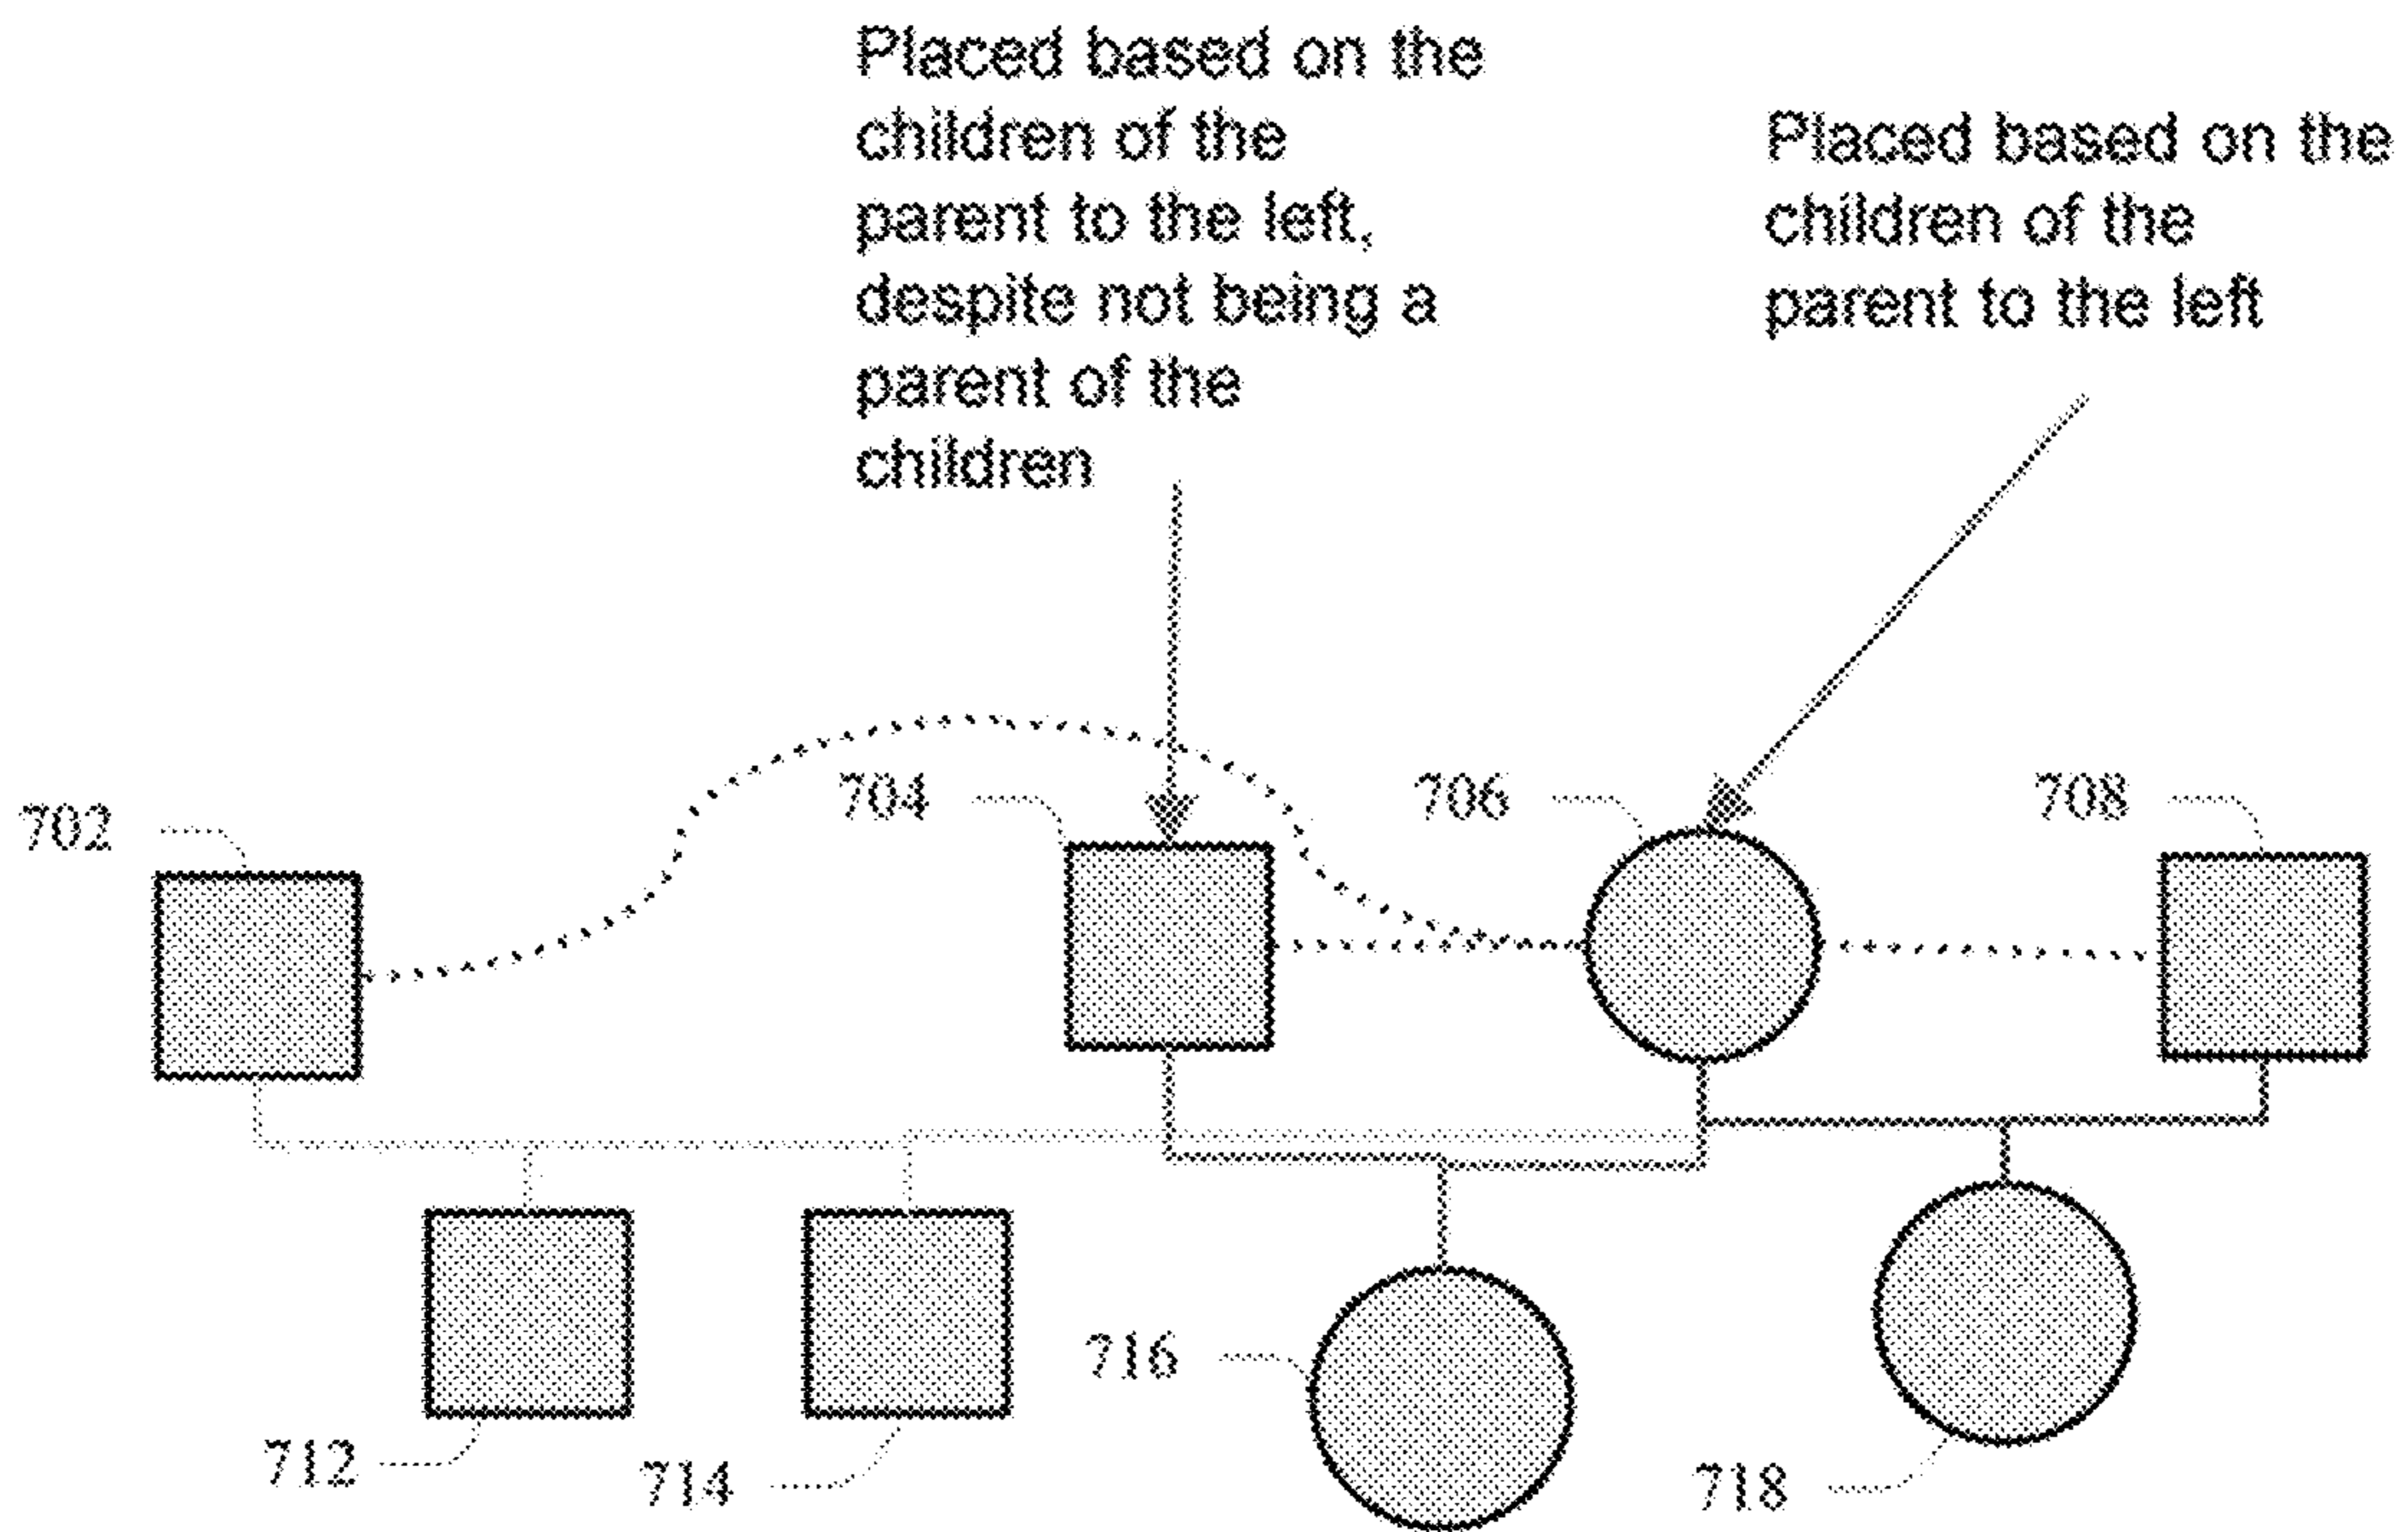 Placed based on the
children of the
parent to the left,
despite not being a
parent of the
children
Placed based on the
children of the
parent to the left
702
704
706
708
712
714
716
718